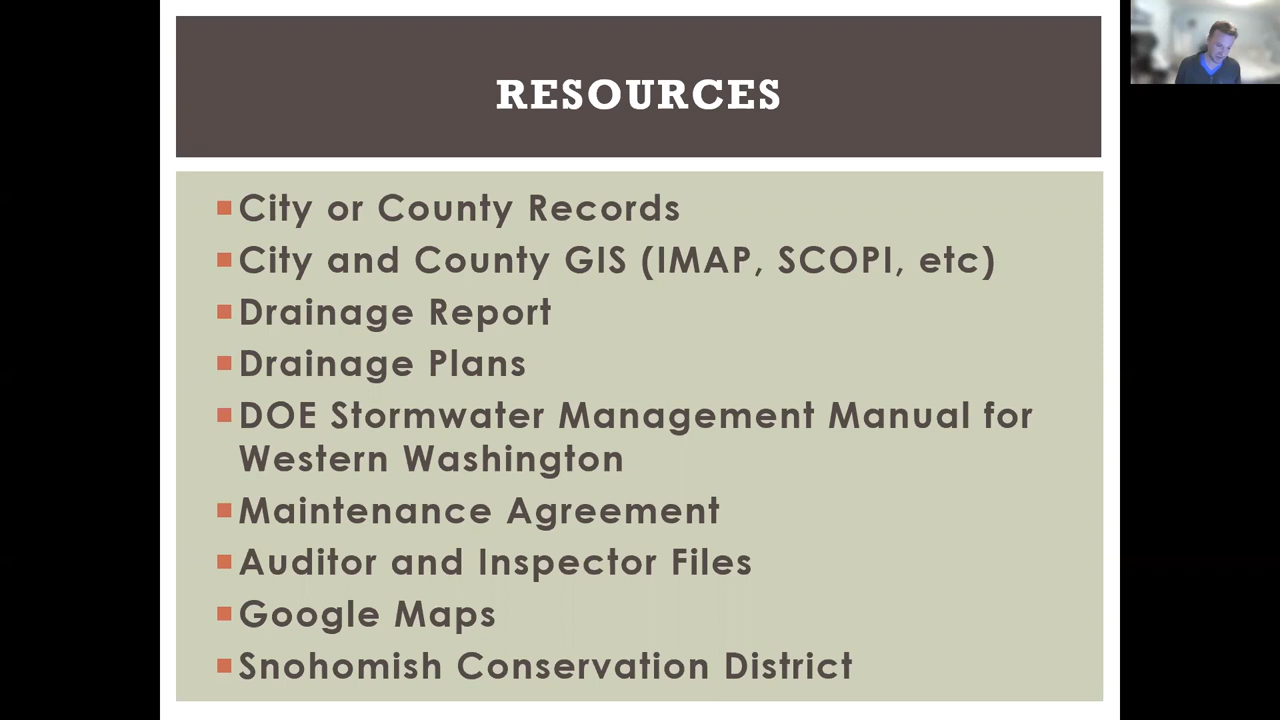 RESOURCES
City or County Records
City and County GIS (IMAP, SCOPI, etc)
Drainage Report
Drainage Plans
DOE Stormwater Management Manual for
Western Washington
Maintenance Agreement
Auditor and Inspector Files
Google Maps
Snohomish Conservation District